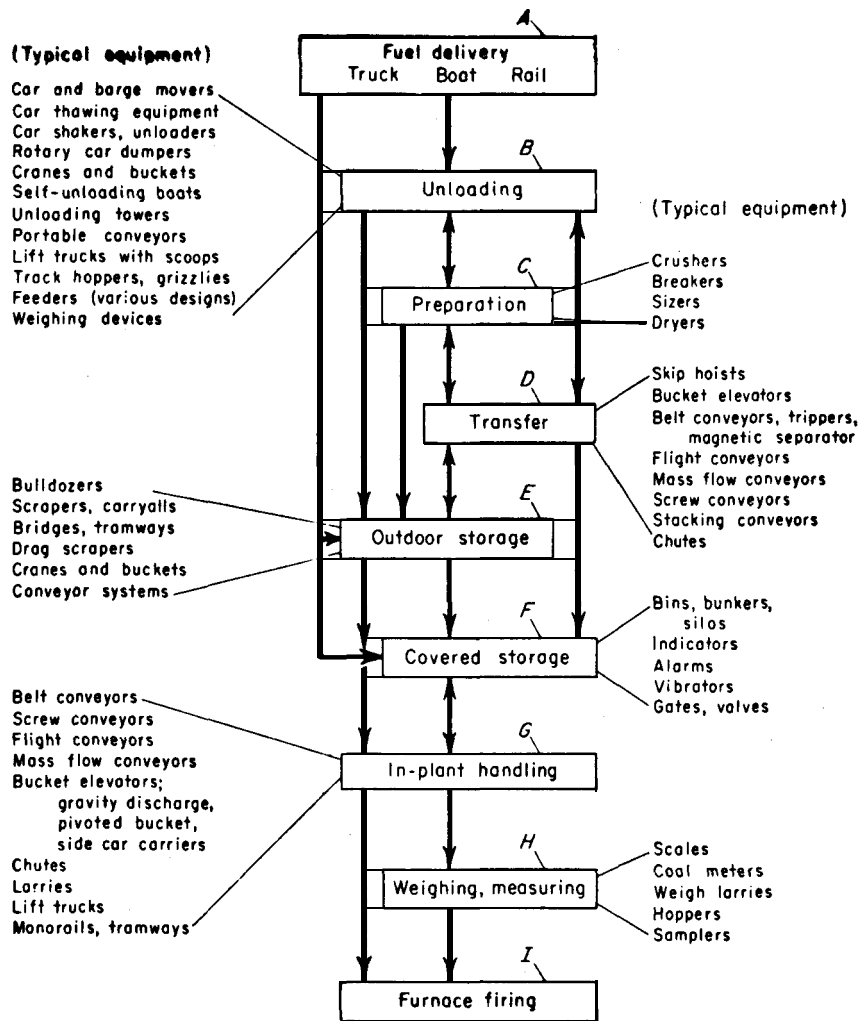 A
Fuel delivery
Truck Boat Rail
(Typical equipment)
Car and barge movers
Car thawing equipment
Car shakers, unloaders
Rotary car dumpers
Cranes and buckets
Self-unloading boats
Unloading towers
Portable conveyors
Lift trucks with scoops
Track hoppers, grizzlies
Feeders (various designs)
Weighing devices
B
Unloading
(Typical equipment)
C
Preparation
Crushers
Breakers
Sizers
Dryers
D
Transfer
Skip hoists
Bucket elevators
Belt conveyors, trippers,
magnetic separator
Flight conveyors
Mass flow conveyors
Screw conveyors
Stacking conveyors
Chutes
Bulldozers
Scrapers, carryalls
Bridges, tramways
Drag scrapers
Cranes and buckets
Conveyor systems
E
Outdoor storage
F
Covered storage
Bins, bunkers,
silos
Indicators
Alarms
Vibrators
Gates, valves
Belt conveyors
Screw conveyors
Flight conveyors
Mass flow conveyors
Bucket elevators;
gravity discharge,
pivoted bucket,
side car carriers
Chutes
Larries
Lift trucks
Monorails, tramways
G
In-plant handling
H
Weighing, measuring
Scales
Coal meters
Weigh larries
Hoppers
Samplers
I
Furnace firing